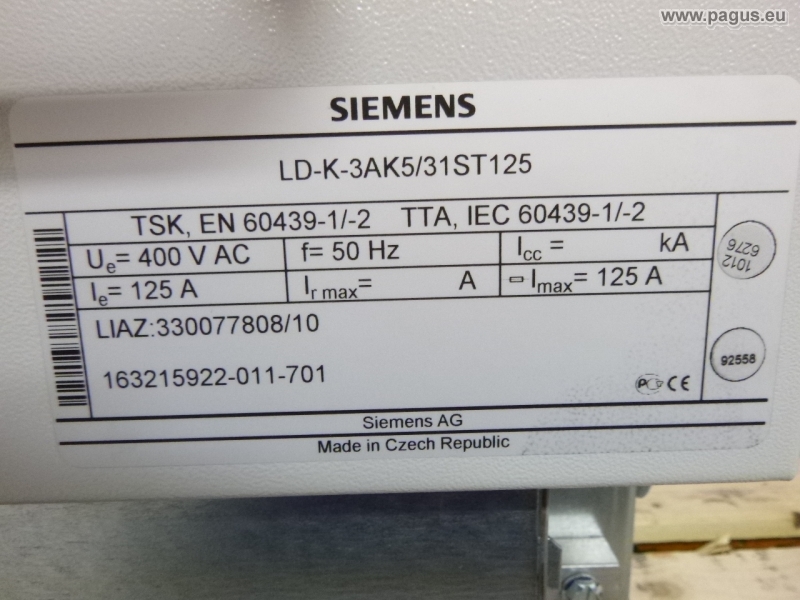 www.pagus.eu
SIEMENS
LD-K-3AK5/31ST125
TSK, EN 60439-1/-2 TTA, IEC 60439-1/-2
Ue= 400 V AC f= 50 Hz Icc = kA
Ie= 125 A Ir max= A Imax= 125 A
LIAZ:330077808/10
163215922-011-701
1012
6276
92558
CE
Siemens AG
Made in Czech Republic